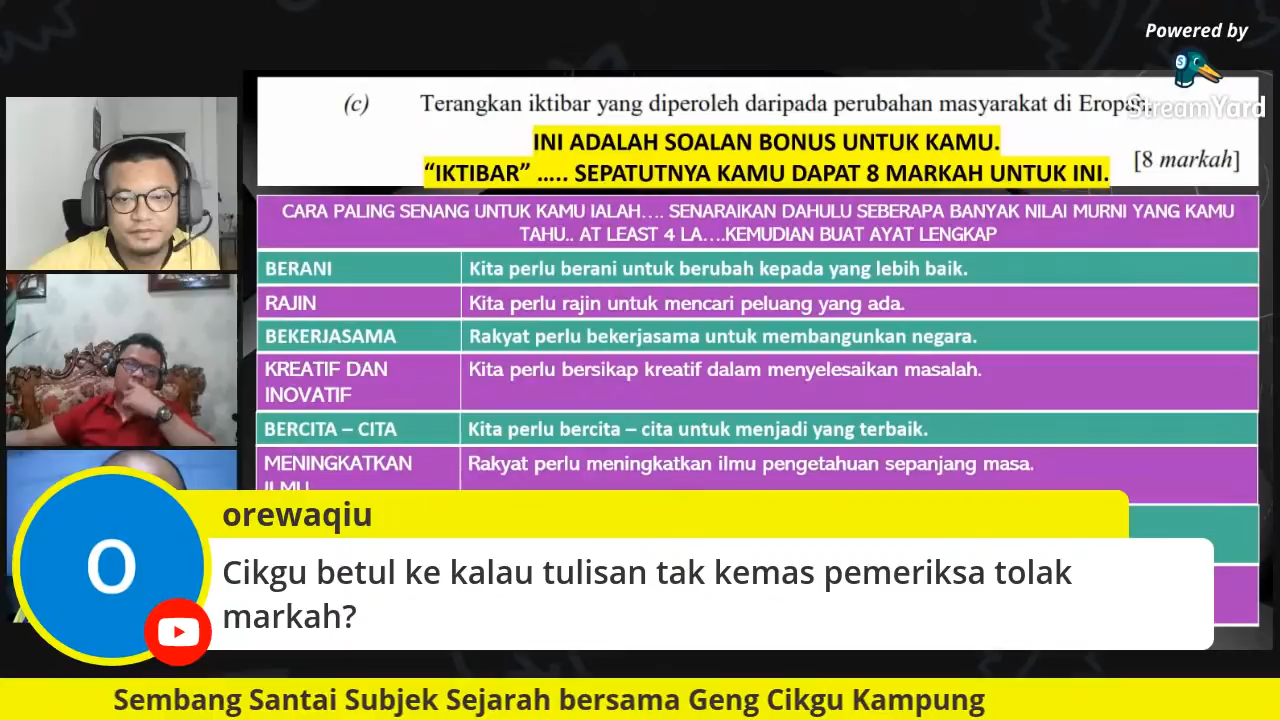 Powered by
StreamYard
(c) Terangkan iktibar yang diperoleh daripada perubahan masyarakat di Eropah.
INI ADALAH SOALAN BONUS UNTUK KAMU.
“IKTIBAR” ..... SEPATUTNYA KAMU DAPAT 8 MARKAH UNTUK INI.
[8 markah]
CARA PALING SENANG UNTUK KAMU IALAH.... SENARAIKAN DAHULU SEBERAPA BANYAK NILAI MURNI YANG KAMU
TAHU.. AT LEAST 4 LA....KEMUDIAN BUAT AYAT LENGKAP
BERANI Kita perlu berani untuk berubah kepada yang lebih baik.
RAJIN Kita perlu rajin untuk mencari peluang yang ada.
BEKERJASAMA Rakyat perlu bekerjasama untuk membangunkan negara.
KREATIF DAN Kita perlu bersikap kreatif dalam menyelesaikan masalah.
INOVATIF
BERCITA – CITA Kita perlu bercita – cita untuk menjadi yang terbaik.
MENINGKATKAN Rakyat perlu meningkatkan ilmu pengetahuan sepanjang masa.
ILMU
O
orewaqiu
Cikgu betul ke kalau tulisan tak kemas pemeriksa tolak
markah?
Sembang Santai Subjek Sejarah bersama Geng Cikgu Kampung